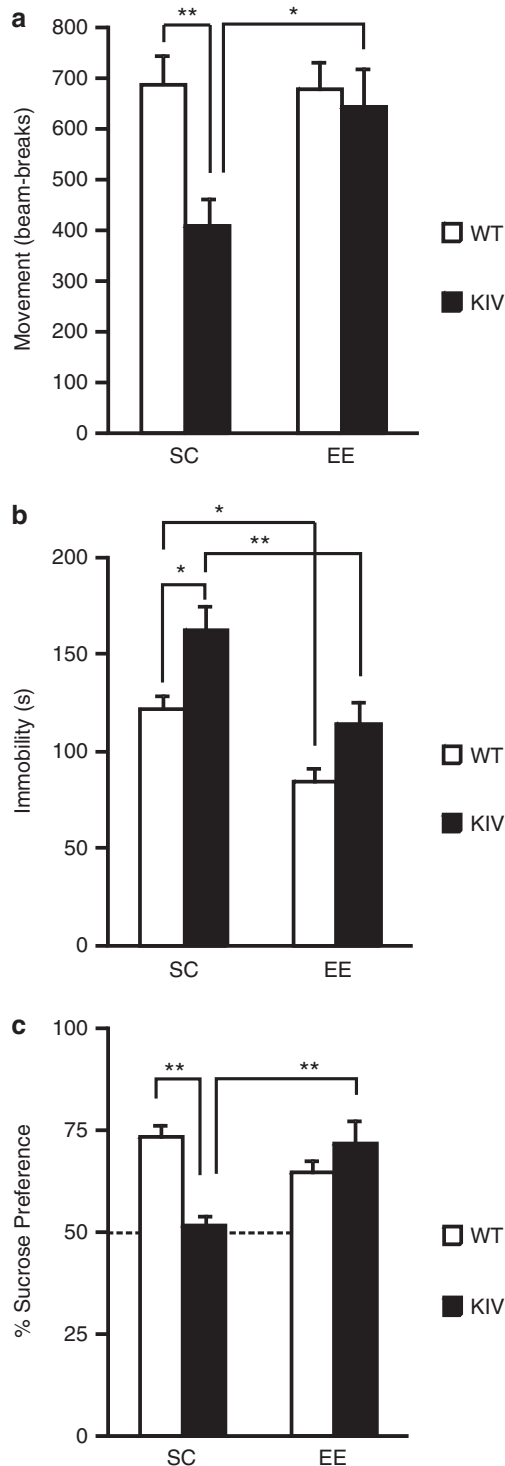 a
** *
800
700
600
500
400
300
200
100
0
Movement (beam-breaks)
SC EE
WT
KIV
b
*
**
*
200
150
100
50
0
Immobility (s)
SC EE
WT
KIV
c
** **
100
75
50
25
0
% Sucrose Preference
SC EE
WT
KIV